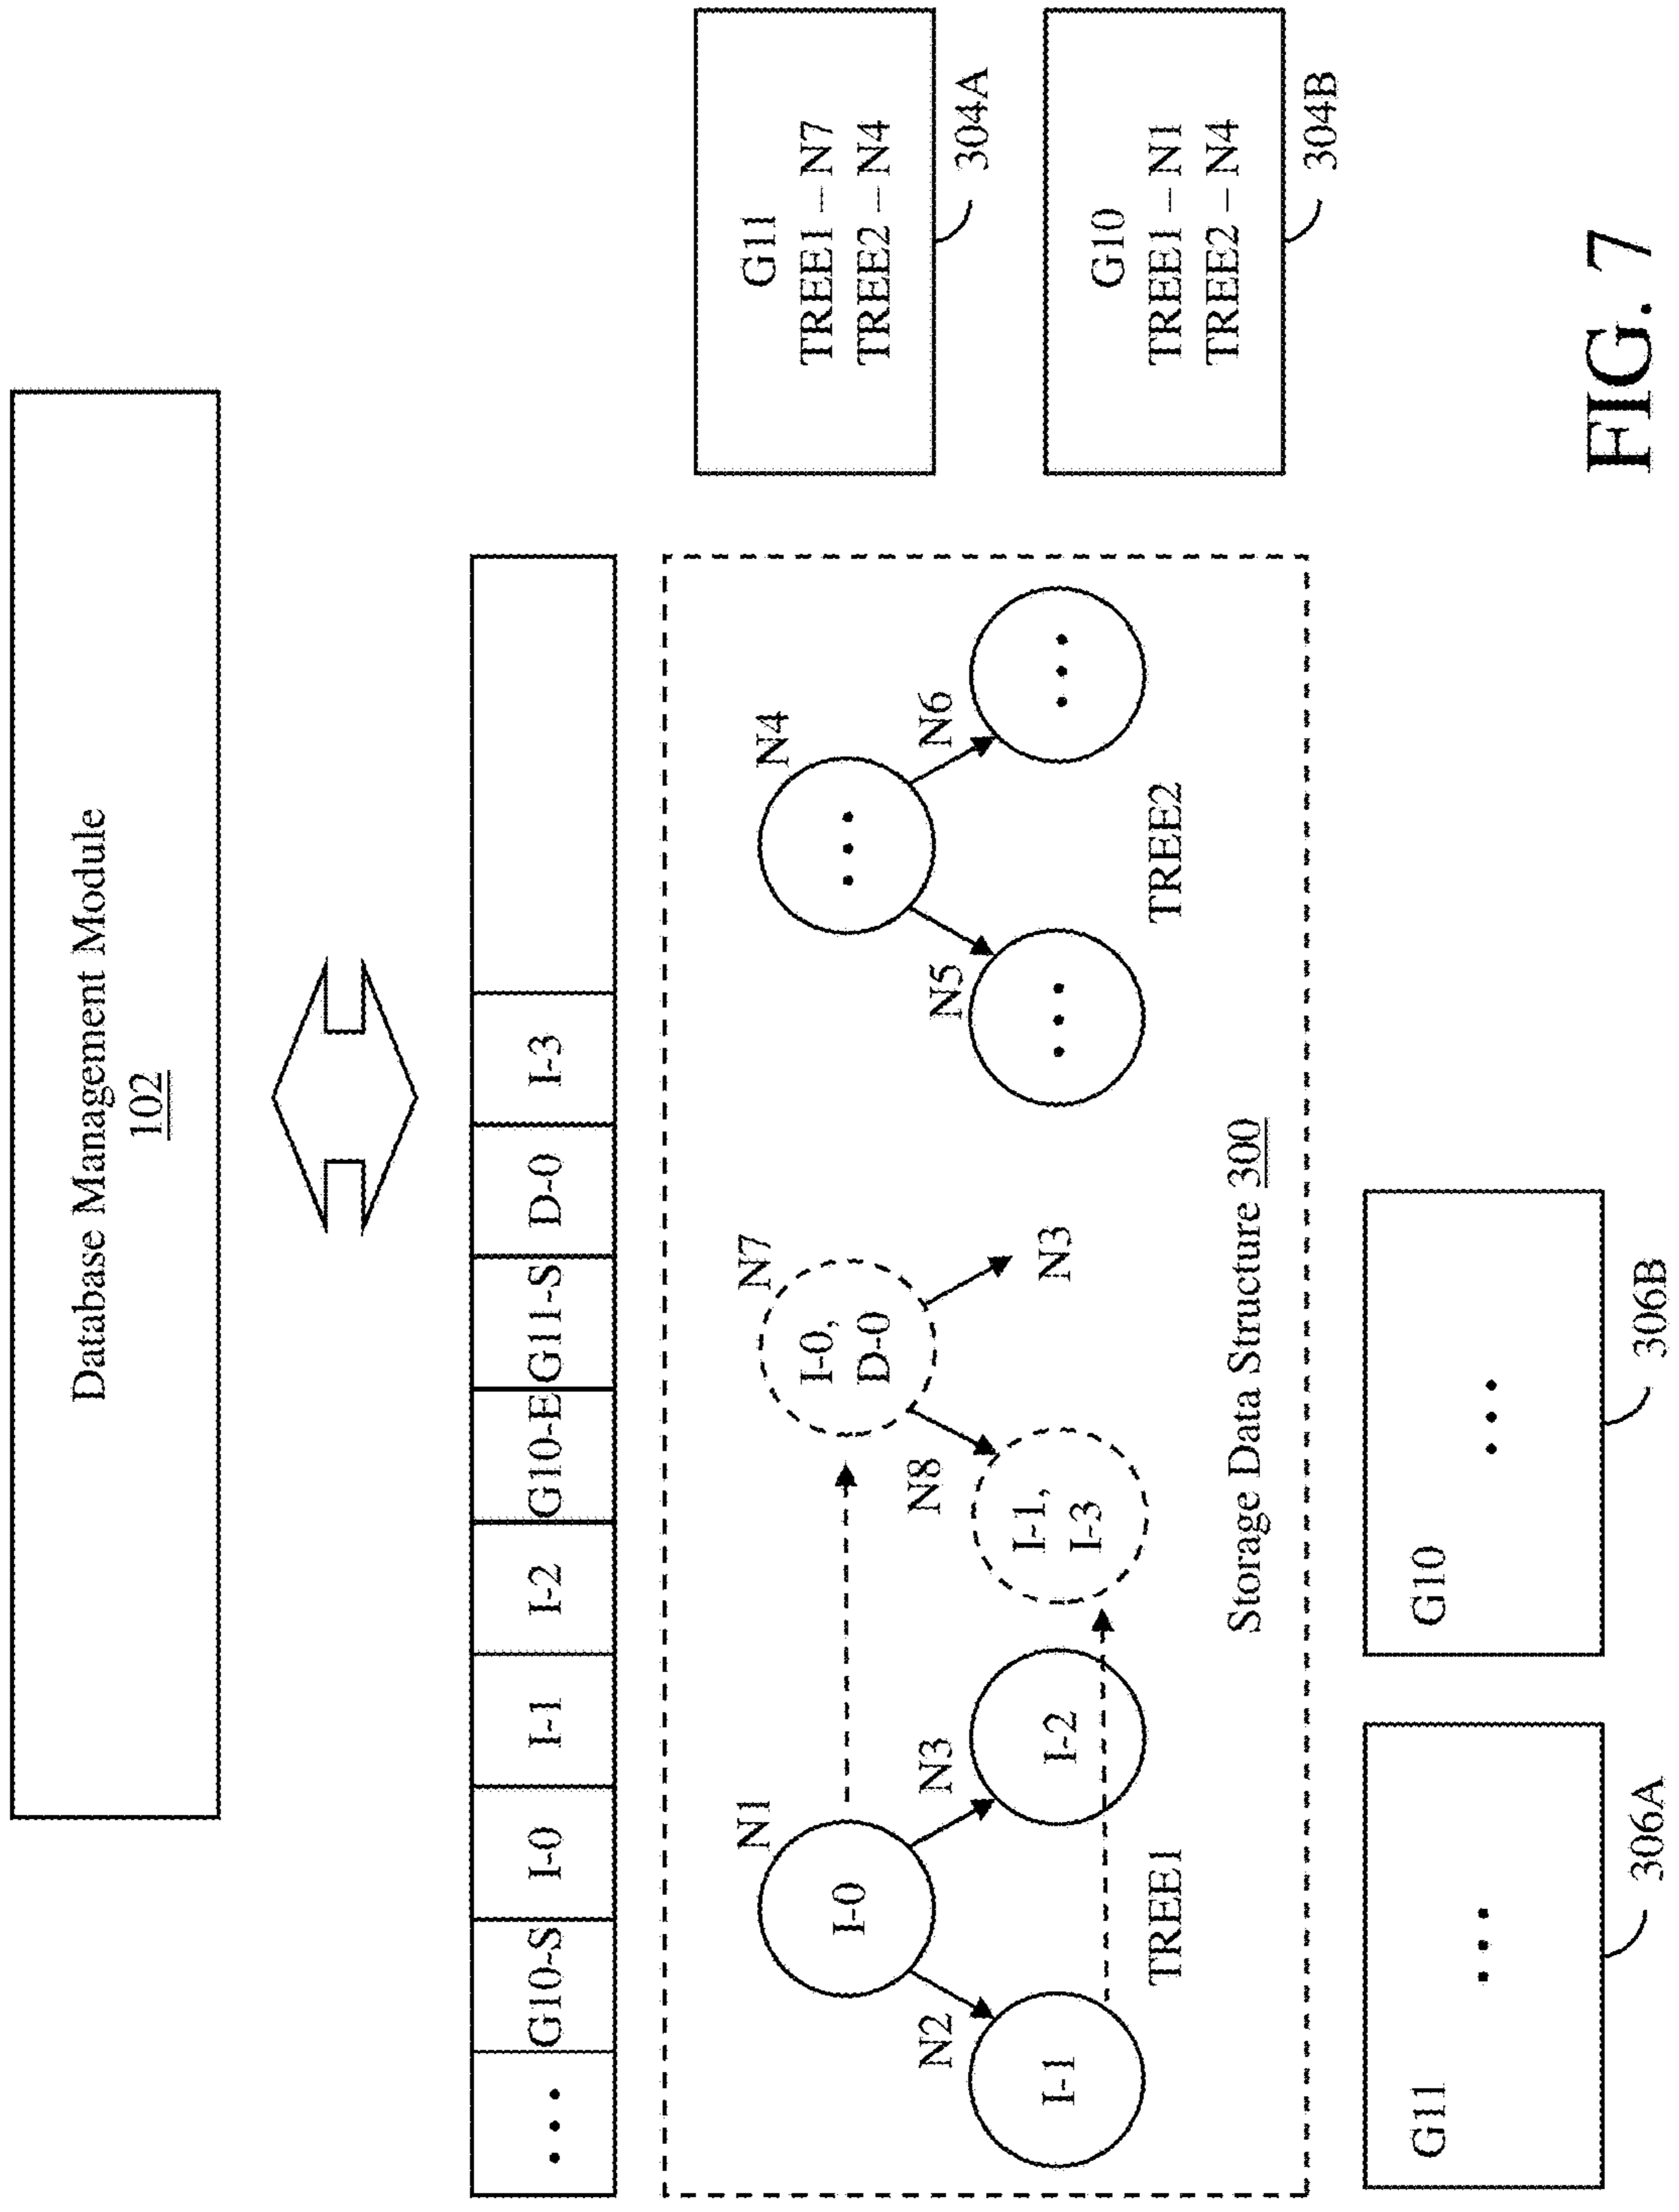 Database Management Module
102
• • •
G10-S
I-0
I-1
I-2
G10-E
G11-S
D-0
I-3
N1
I-0
N2
N3
I-1
I-2
TREE1
N7
I-0,
D-0
N8
N3
I-1,
I-3
N4
• • •
N5
N6
• • •
• • •
TREE2
Storage Data Structure 300
G11
TREE1 – N7
TREE2 – N4
304A
G10
TREE1 – N1
TREE2 – N4
304B
G11
• • •
306A
G10
• • •
306B
FIG. 7